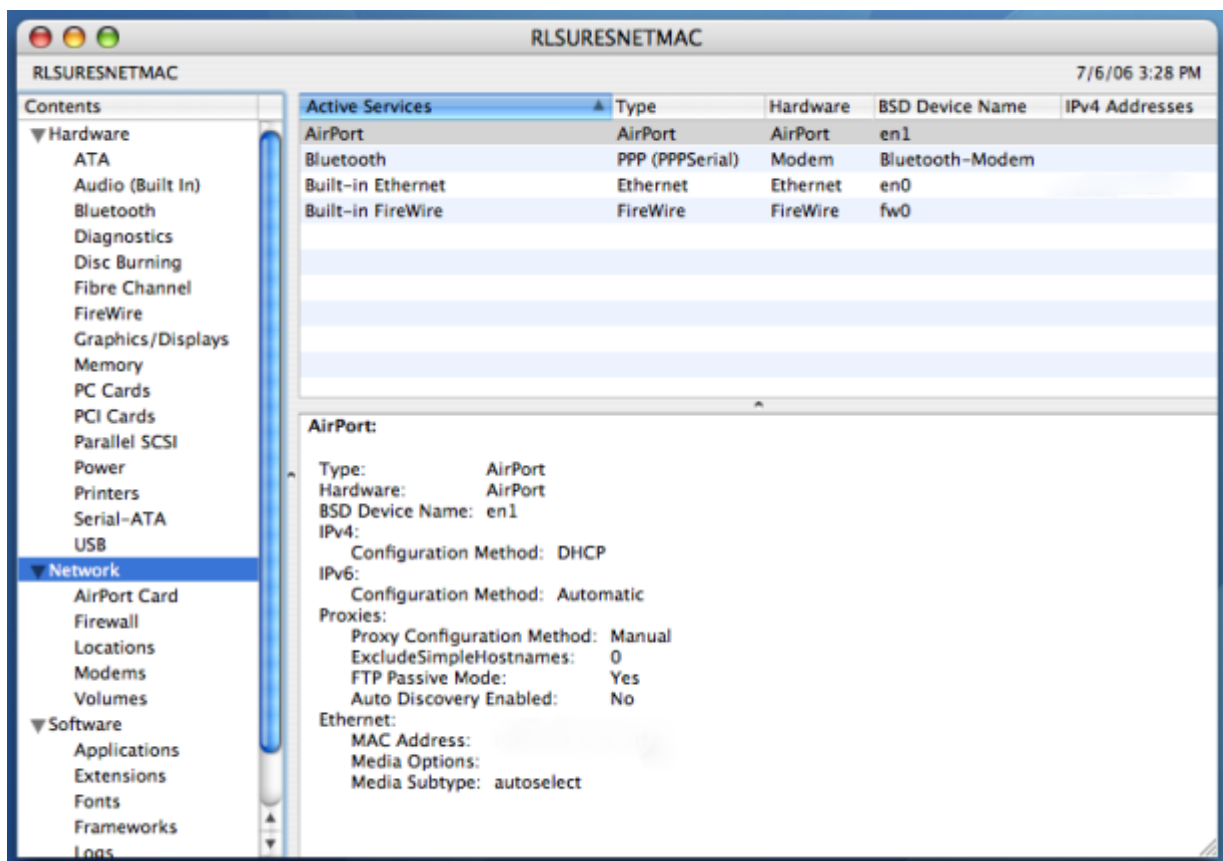 RLSURESNETMAC
RLSURESNETMAC 7/6/06 3:28 PM
Contents
Hardware
ATA
Audio (Built In)
Bluetooth
Diagnostics
Disc Burning
Fibre Channel
FireWire
Graphics/Displays
Memory
PC Cards
PCI Cards
Parallel SCSI
Power
Printers
Serial-ATA
USB
Network
AirPort Card
Firewall
Locations
Modems
Volumes
Software
Applications
Extensions
Fonts
Frameworks
Logs
Active Services Type Hardware BSD Device Name IPv4 Addresses
AirPort AirPort AirPort en1
Bluetooth PPP (PPPSerial) Modem Bluetooth-Modem
Built-in Ethernet Ethernet Ethernet en0
Built-in FireWire FireWire FireWire fw0
AirPort:
Type: AirPort
Hardware: AirPort
BSD Device Name: en1
IPv4:
Configuration Method: DHCP
IPv6:
Configuration Method: Automatic
Proxies:
Proxy Configuration Method: Manual
ExcludeSimpleHostnames: 0
FTP Passive Mode: Yes
Auto Discovery Enabled: No
Ethernet:
MAC Address:
Media Options:
Media Subtype: autoselect